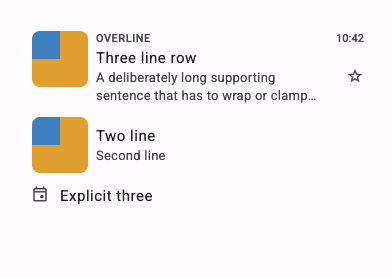 OVERLINE 10:42
Three line row
A deliberately long supporting
sentence that has to wrap or clamp…
Two line
Second line
Explicit three